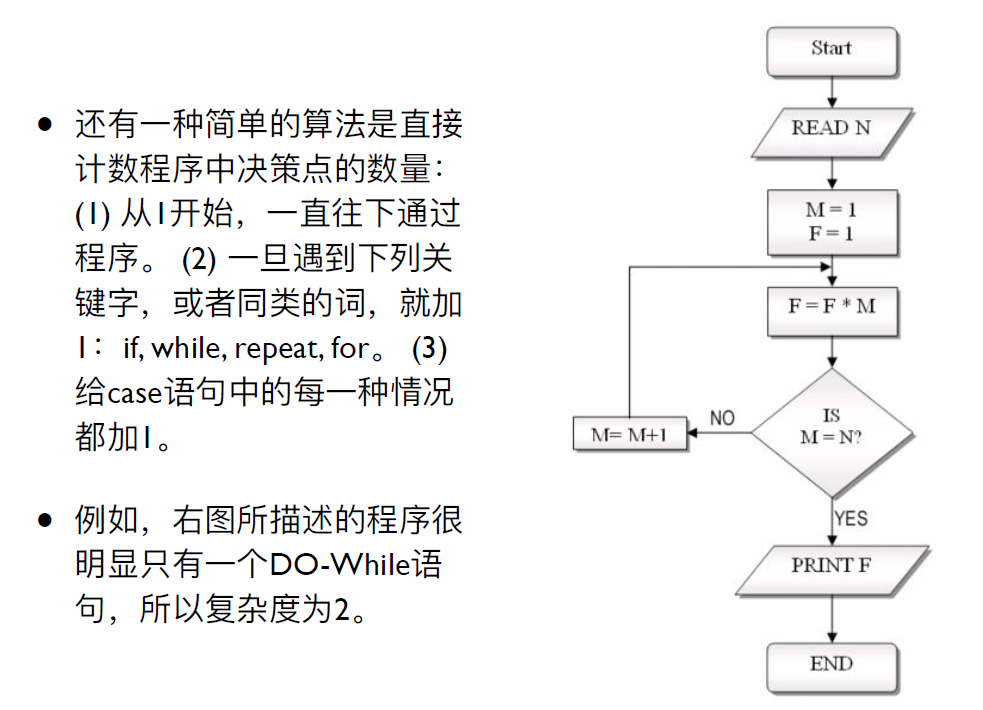 ● 还有一种简单的算法是直接
计数程序中决策点的数量：
(1) 从1开始，一直往下通过
程序。 (2) 一旦遇到下列关
键字，或者同类的词，就加
1： if, while, repeat, for。 (3)
给case语句中的每一种情况
都加1。
● 例如，右图所描述的程序很
明显只有一个DO-While语
句，所以复杂度为2。
Start
READ N
M = 1
F = 1
F = F * M
IS
M = N?
NO
M= M+1
YES
PRINT F
END